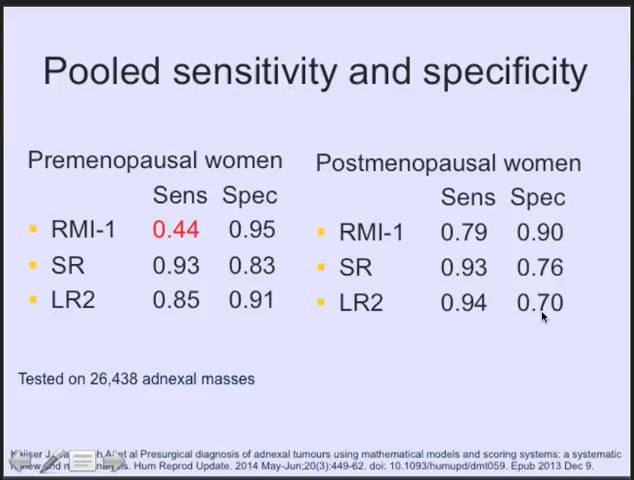 Pooled sensitivity and specificity
Premenopausal women
Sens Spec
RMI-1 0.44 0.95
SR 0.93 0.83
LR2 0.85 0.91
Postmenopausal women
Sens Spec
RMI-1 0.79 0.90
SR 0.93 0.76
LR2 0.94 0.70
Tested on 26,438 adnexal masses
et al Presurgical diagnosis of adnexal tumours using mathematical models and scoring systems: a systematic
Hum Reprod Update. 2014 May-Jun;20(3):449-62. doi: 10.1093/humupd/dmt059. Epub 2013 Dec 9.